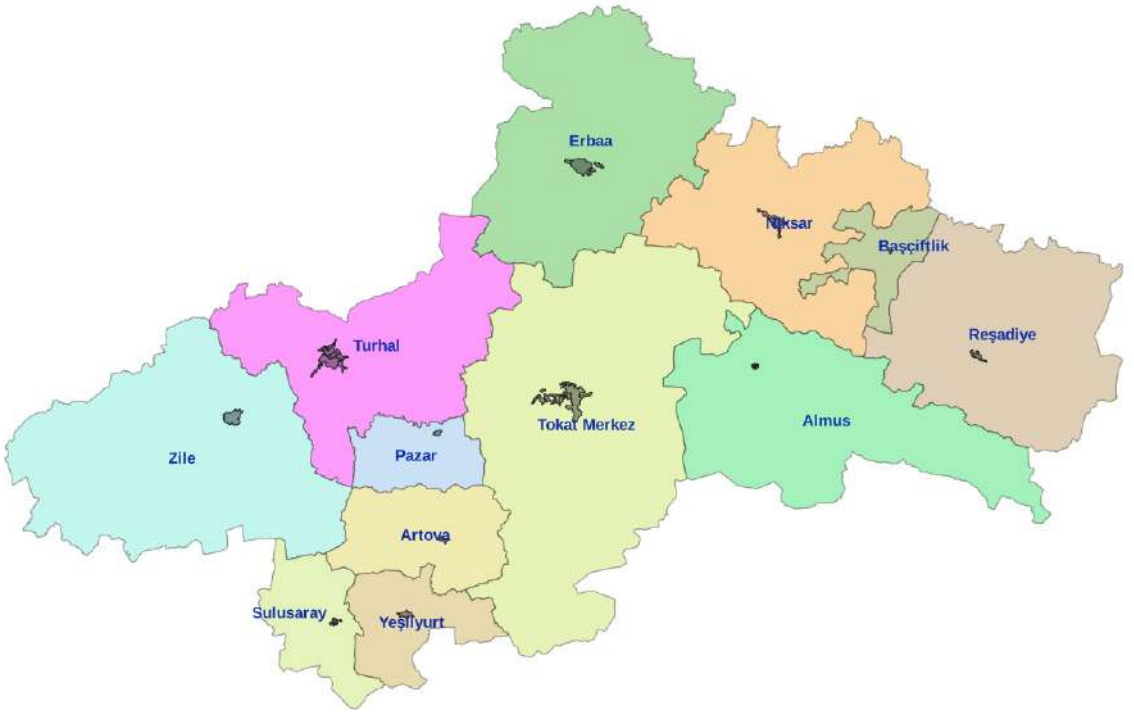 Erbaa
Niksar
Başçiftlik
Reşadiye
Turhal
Almus
Tokat Merkez
Zile
Pazar
Artova
Sulusaray
Yeşilyurt